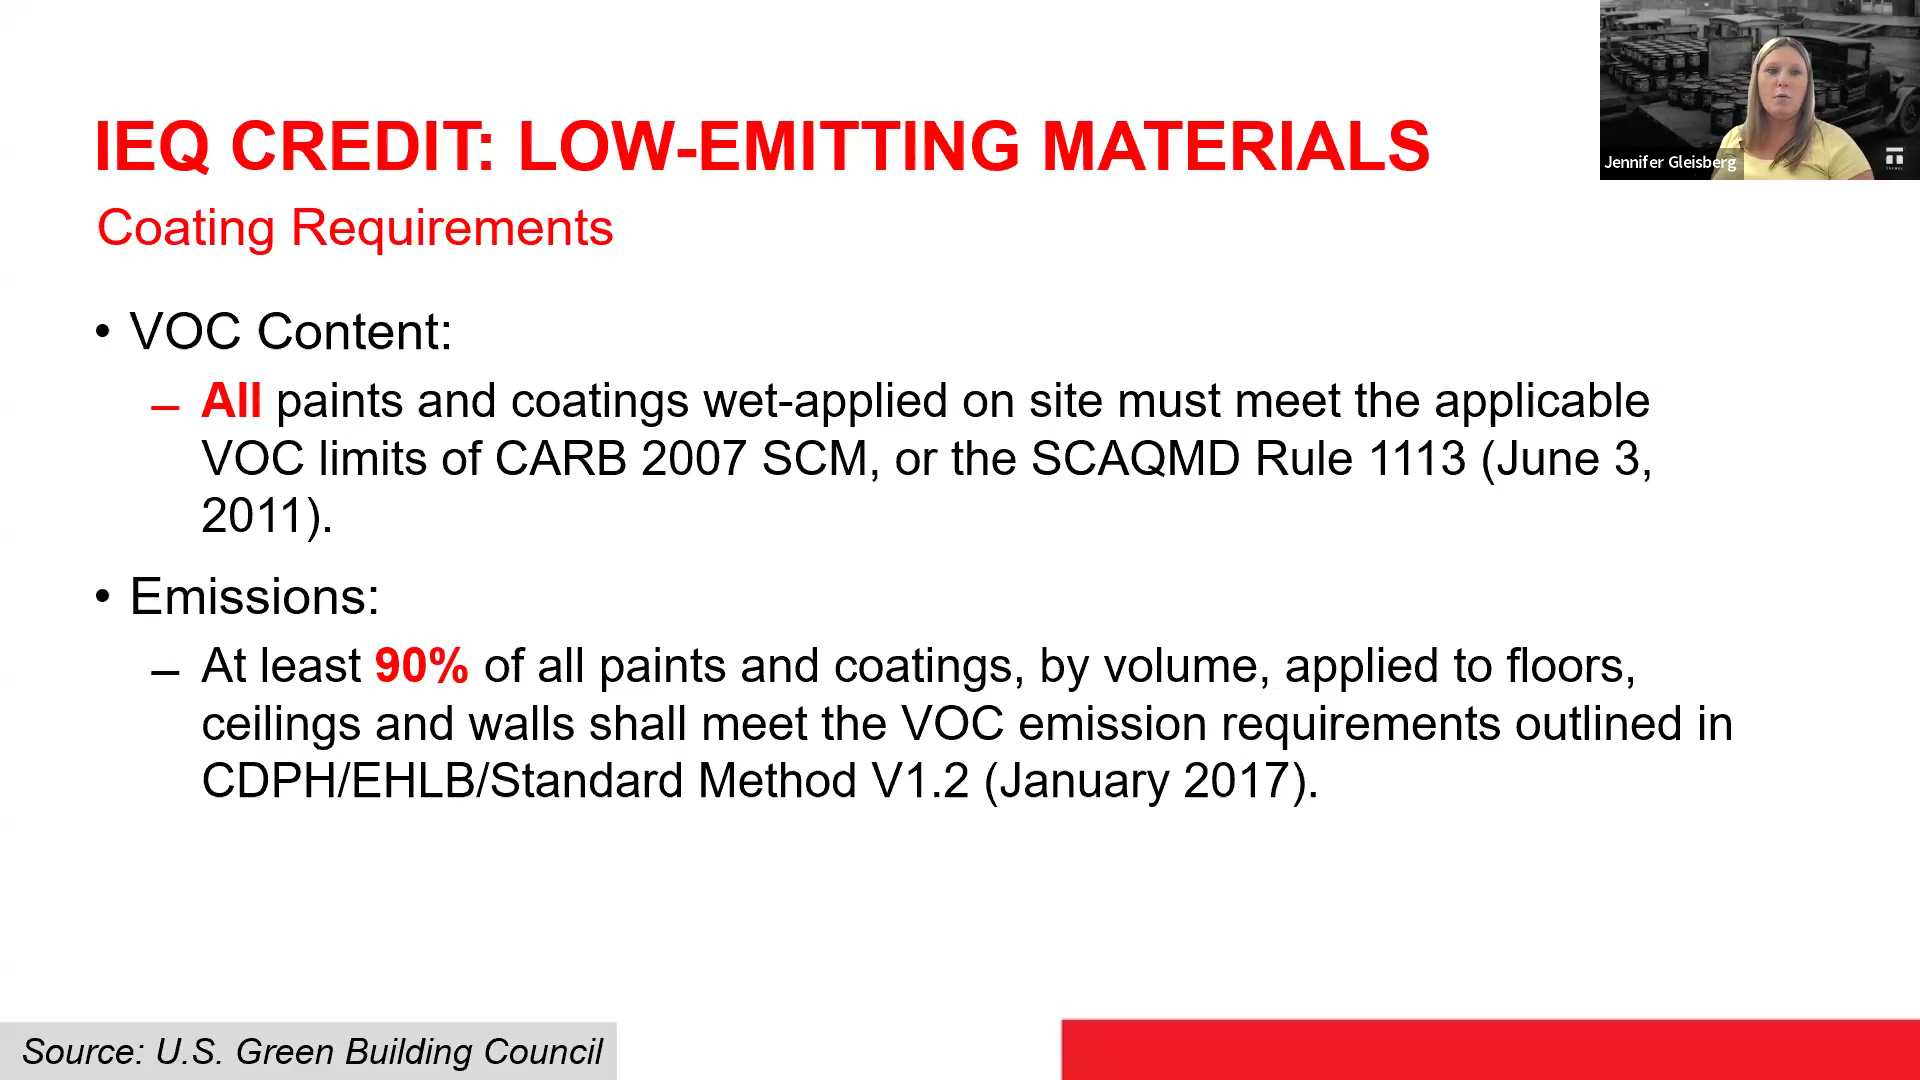 IEQ CREDIT: LOW-EMITTING MATERIALS
Coating Requirements
• VOC Content:
– All paints and coatings wet-applied on site must meet the applicable
VOC limits of CARB 2007 SCM, or the SCAQMD Rule 1113 (June 3,
2011).
• Emissions:
– At least 90% of all paints and coatings, by volume, applied to floors,
ceilings and walls shall meet the VOC emission requirements outlined in
CDPH/EHLB/Standard Method V1.2 (January 2017).
Source: U.S. Green Building Council
Jennifer Gleisberg